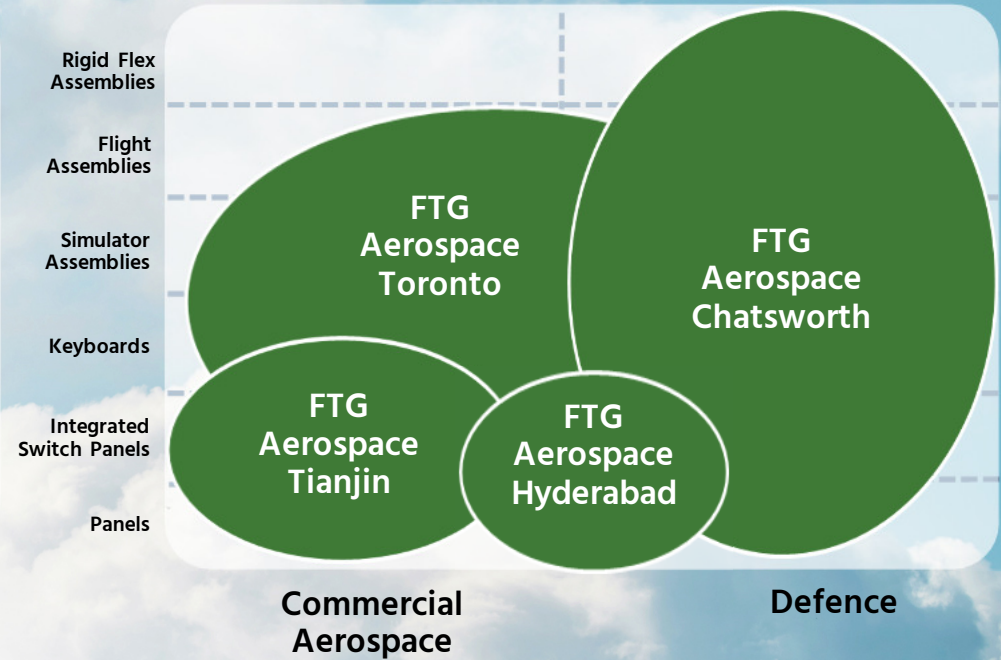 Rigid Flex
Assemblies
Flight
Assemblies
Simulator
Assemblies
Keyboards
Integrated
Switch Panels
Panels
FTG
Aerospace
Toronto
FTG
Aerospace
Chatsworth
FTG
Aerospace
Tianjin
FTG
Aerospace
Hyderabad
Commercial
Aerospace
Defence